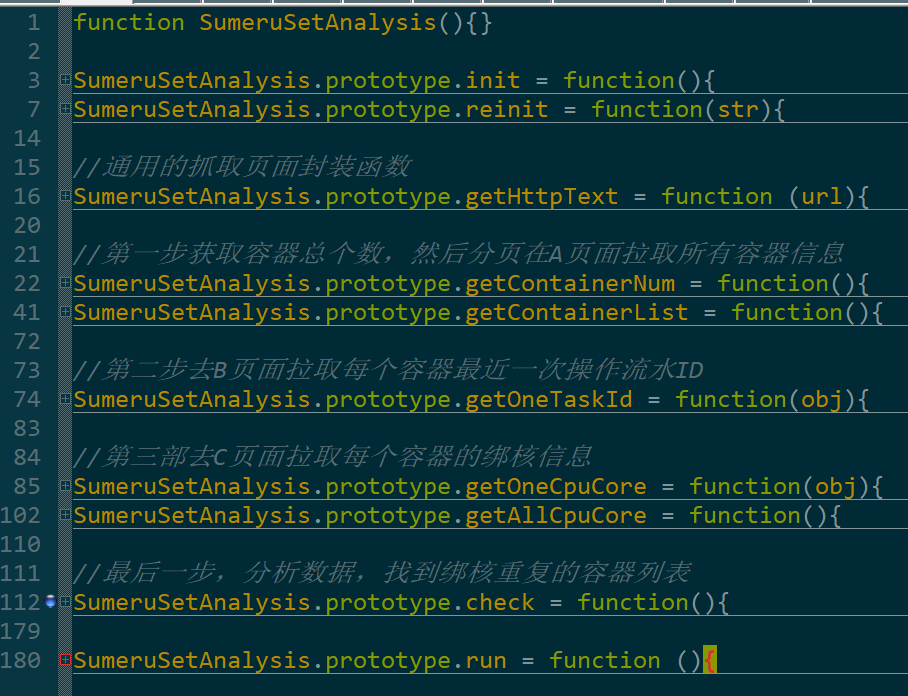 1 function SumeruSetAnalysis(){}
2
3 SumeruSetAnalysis.prototype.init = function(){
7 SumeruSetAnalysis.prototype.reinit = function(str){
14
15 //通用的抓取页面封装函数
16 SumeruSetAnalysis.prototype.getHttpText = function (url){
20
21 //第一步获取容器总个数，然后分页在A页面拉取所有容器信息
22 SumeruSetAnalysis.prototype.getContainerNum = function(){
41 SumeruSetAnalysis.prototype.getContainerList = function(){
72
73 //第二步去B页面拉取每个容器最近一次操作流水ID
74 SumeruSetAnalysis.prototype.getOneTaskId = function(obj){
83
84 //第三部去C页面拉取每个容器的绑核信息
85 SumeruSetAnalysis.prototype.getOneCpuCore = function(obj){
102 SumeruSetAnalysis.prototype.getAllCpuCore = function(){
110
111 //最后一步，分析数据，找到绑核重复的容器列表
112 SumeruSetAnalysis.prototype.check = function(){
179
180 SumeruSetAnalysis.prototype.run = function (){